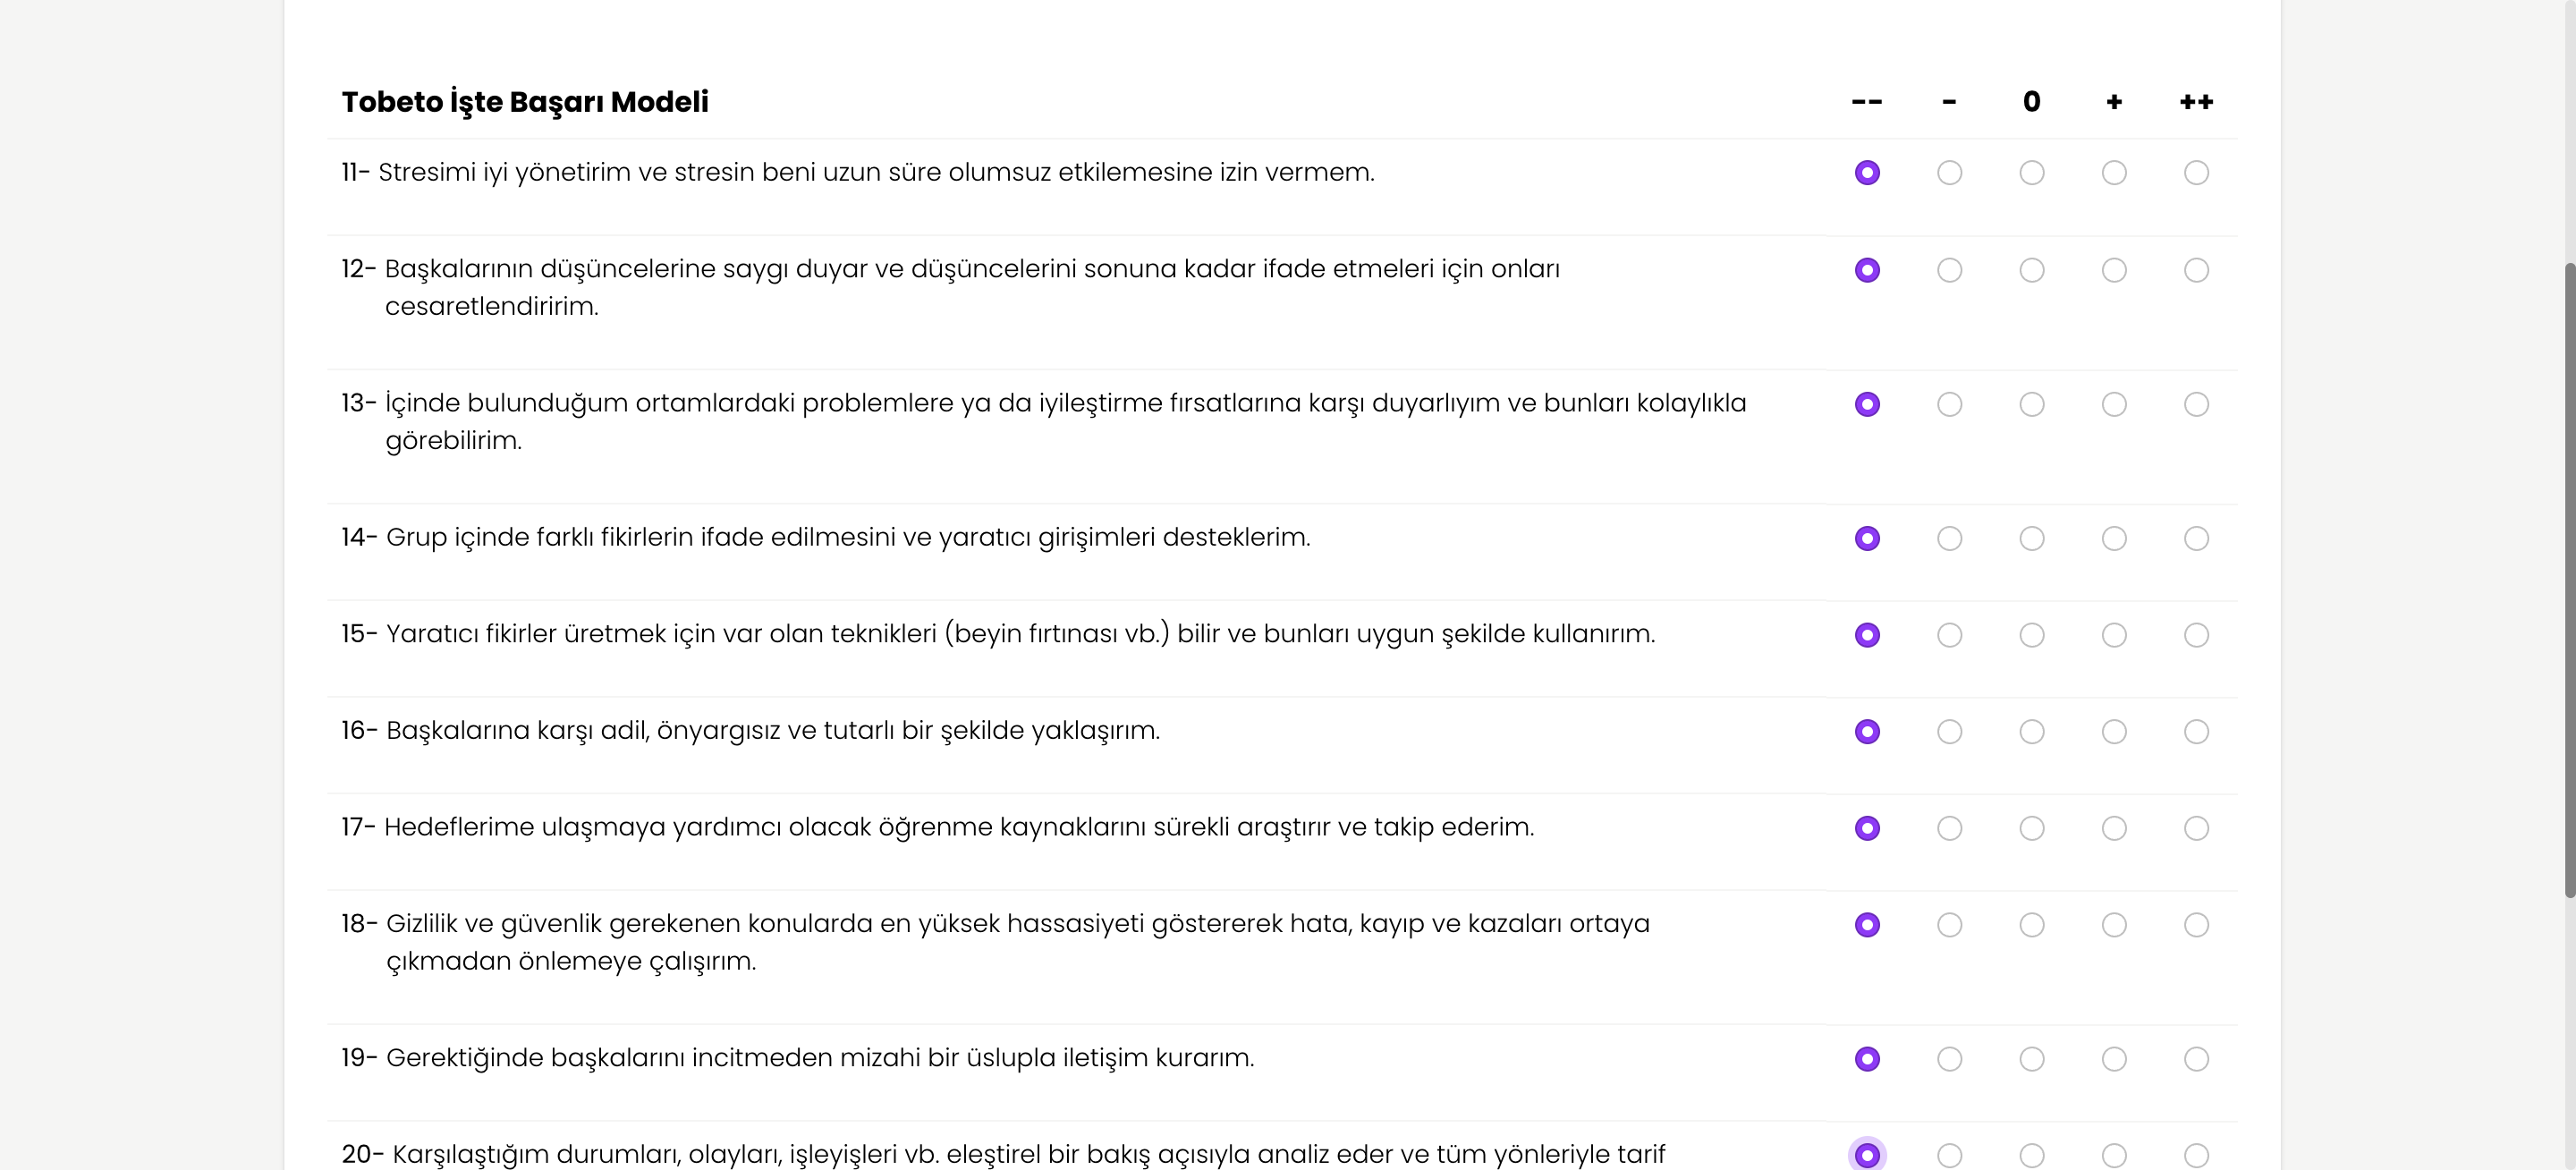 Tobeto İşte Başarı Modeli -- - 0 + ++
11- Stresimi iyi yönetirim ve stresin beni uzun süre olumsuz etkilemesine izin vermem.
12- Başkalarının düşüncelerine saygı duyar ve düşüncelerini sonuna kadar ifade etmeleri için onları
cesaretlendiririm.
13- İçinde bulunduğum ortamlardaki problemlere ya da iyileştirme fırsatlarına karşı duyarlıyım ve bunları kolaylıkla
görebilirim.
14- Grup içinde farklı fikirlerin ifade edilmesini ve yaratıcı girişimleri desteklerim.
15- Yaratıcı fikirler üretmek için var olan teknikleri (beyin fırtınası vb.) bilir ve bunları uygun şekilde kullanırım.
16- Başkalarına karşı adil, önyargısız ve tutarlı bir şekilde yaklaşırım.
17- Hedeflerime ulaşmaya yardımcı olacak öğrenme kaynaklarını sürekli araştırır ve takip ederim.
18- Gizlilik ve güvenlik gerekenen konularda en yüksek hassasiyeti göstererek hata, kayıp ve kazaları ortaya
çıkmadan önlemeye çalışırım.
19- Gerektiğinde başkalarını incitmeden mizahi bir üslupla iletişim kurarım.
20- Karşılaştığım durumları, olayları, işleyişleri vb. eleştirel bir bakış açısıyla analiz eder ve tüm yönleriyle tarif